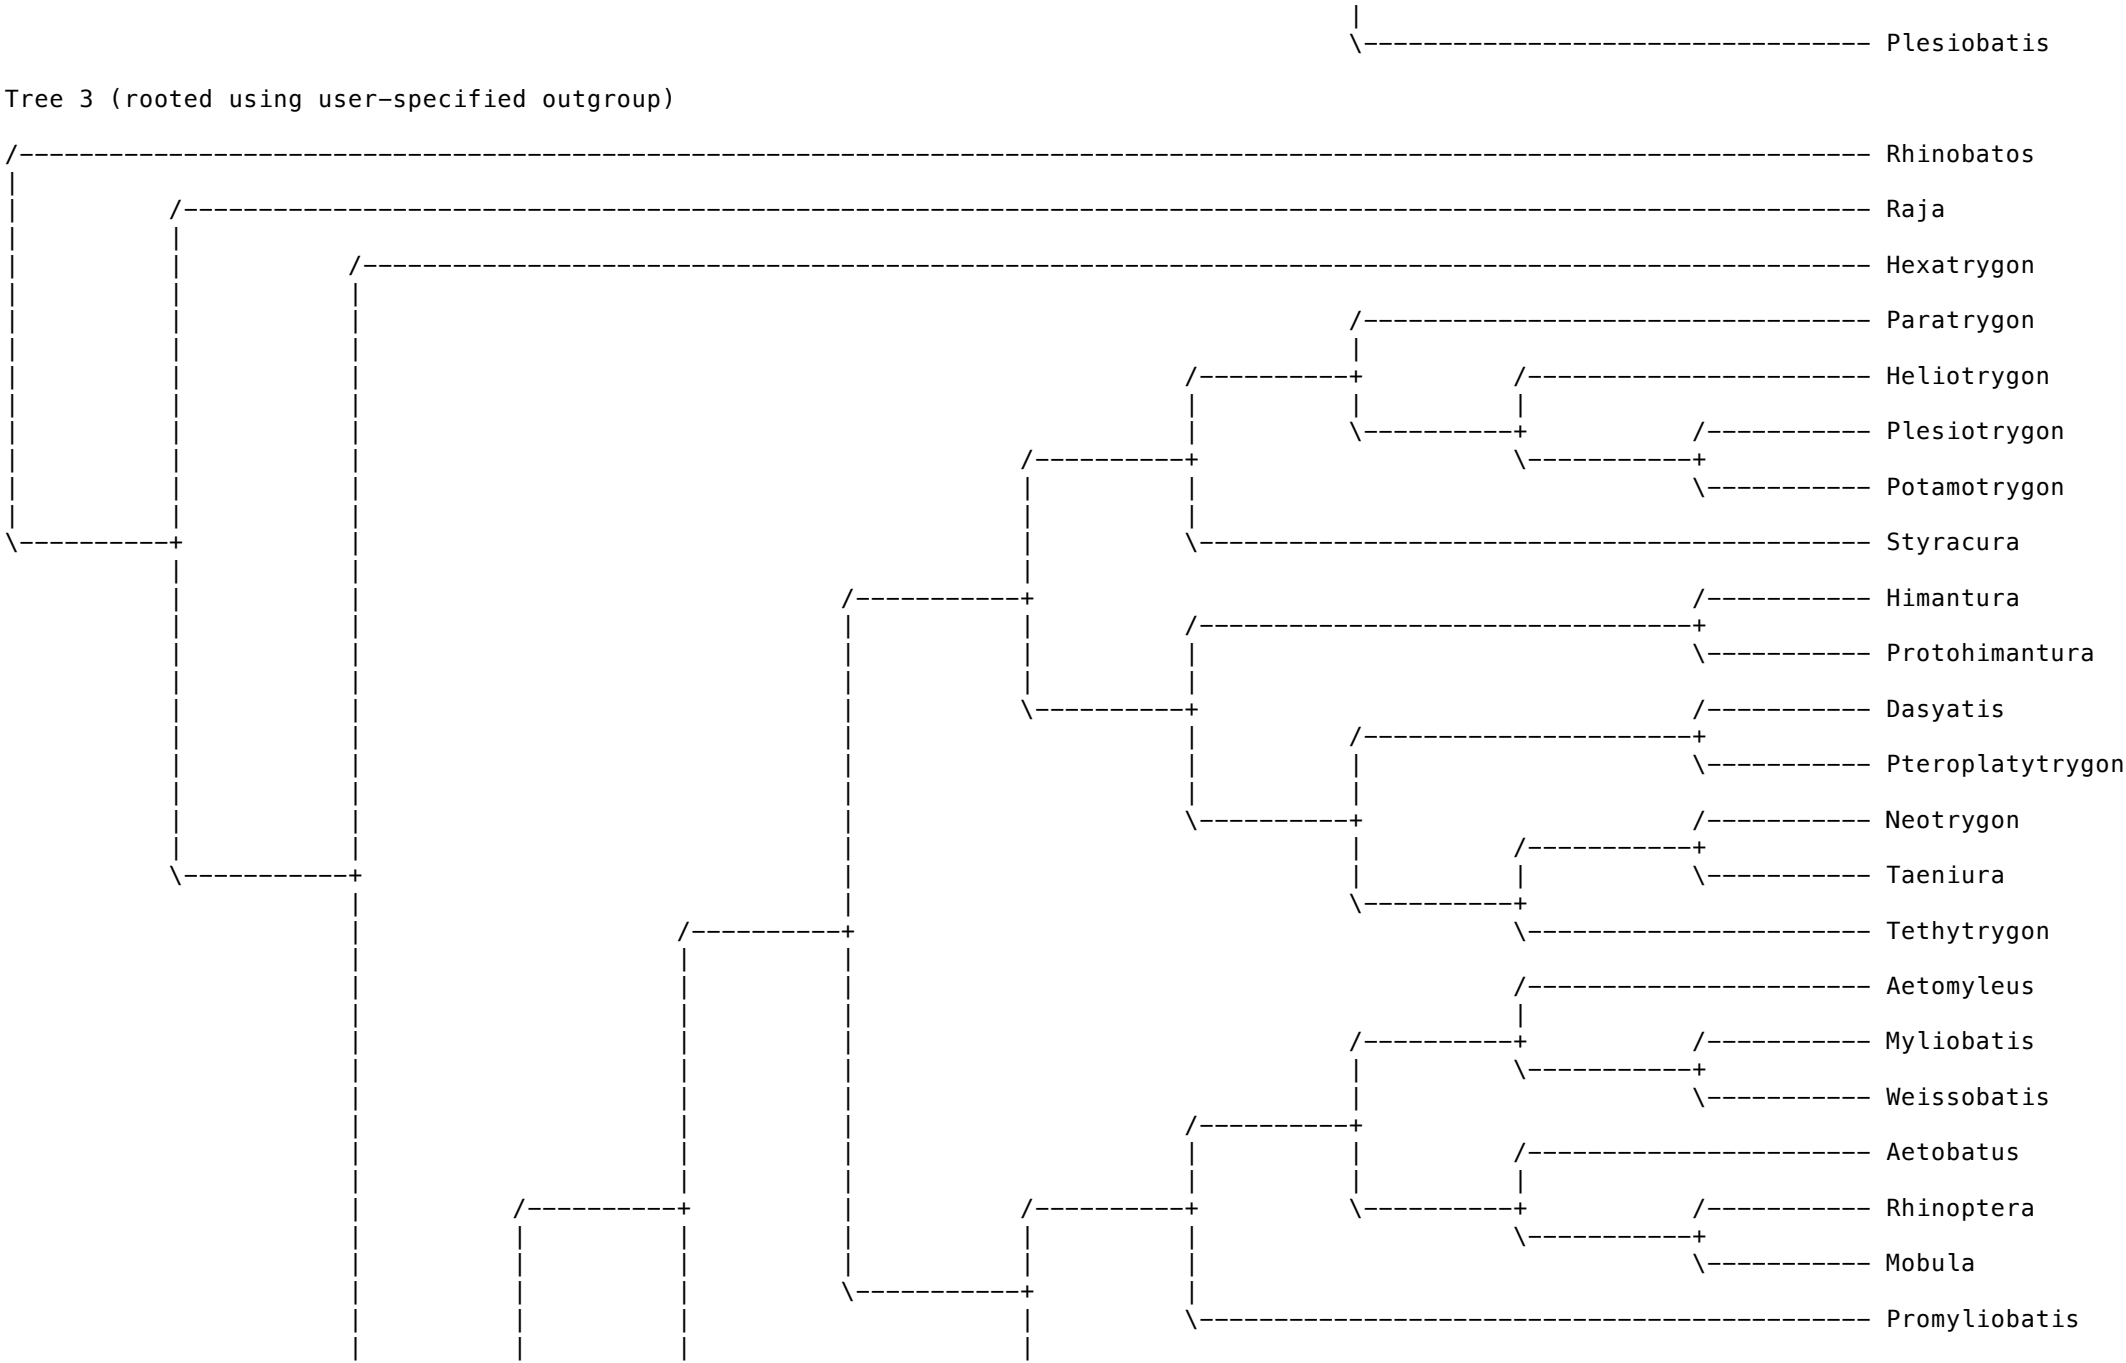 Plesiobatis
Tree 3 (rooted using user-specified outgroup)
Rhinobatos
Raja
Hexatrygon
Paratrygon
Heliotrygon
Plesiotrygon
Potamotrygon
Styracura
Himantura
Protohimantura
Dasyatis
Pteroplatytrygon
Neotrygon
Taeniura
Tethytrygon
Aetomyleus
Myliobatis
Weissobatis
Aetobatus
Rhinoptera
Mobula
Promyliobatis